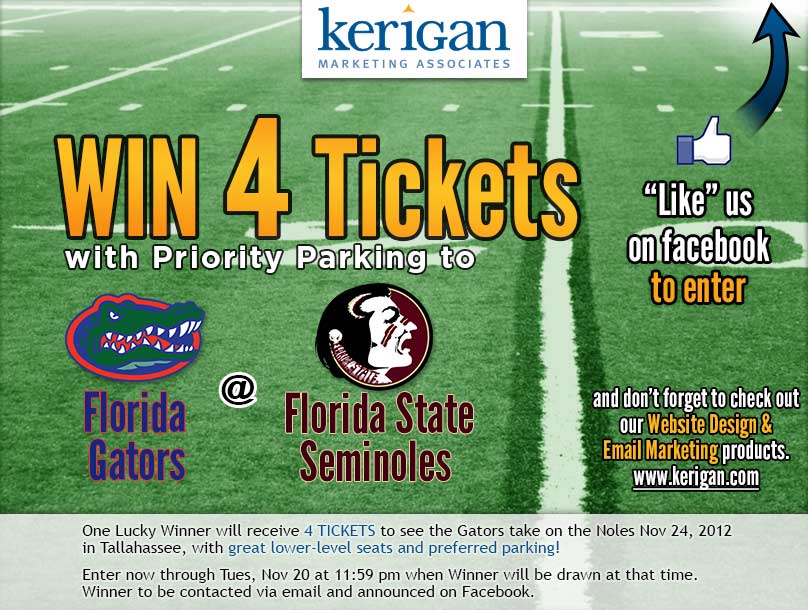 kerigan
MARKETING ASSOCIATES
WIN 4 Tickets
with Priority Parking to
“Like” us
on facebook
to enter
Florida
Gators
@
FLORIDA STATE
Florida State
Seminoles
and don’t forget to check out
our Website Design &
Email Marketing products.
www.kerigan.com
One Lucky Winner will receive 4 TICKETS to see the Gators take on the Noles Nov 24, 2012
in Tallahassee, with great lower-level seats and preferred parking!
Enter now through Tues, Nov 20 at 11:59 pm when Winner will be drawn at that time.
Winner to be contacted via email and announced on Facebook.